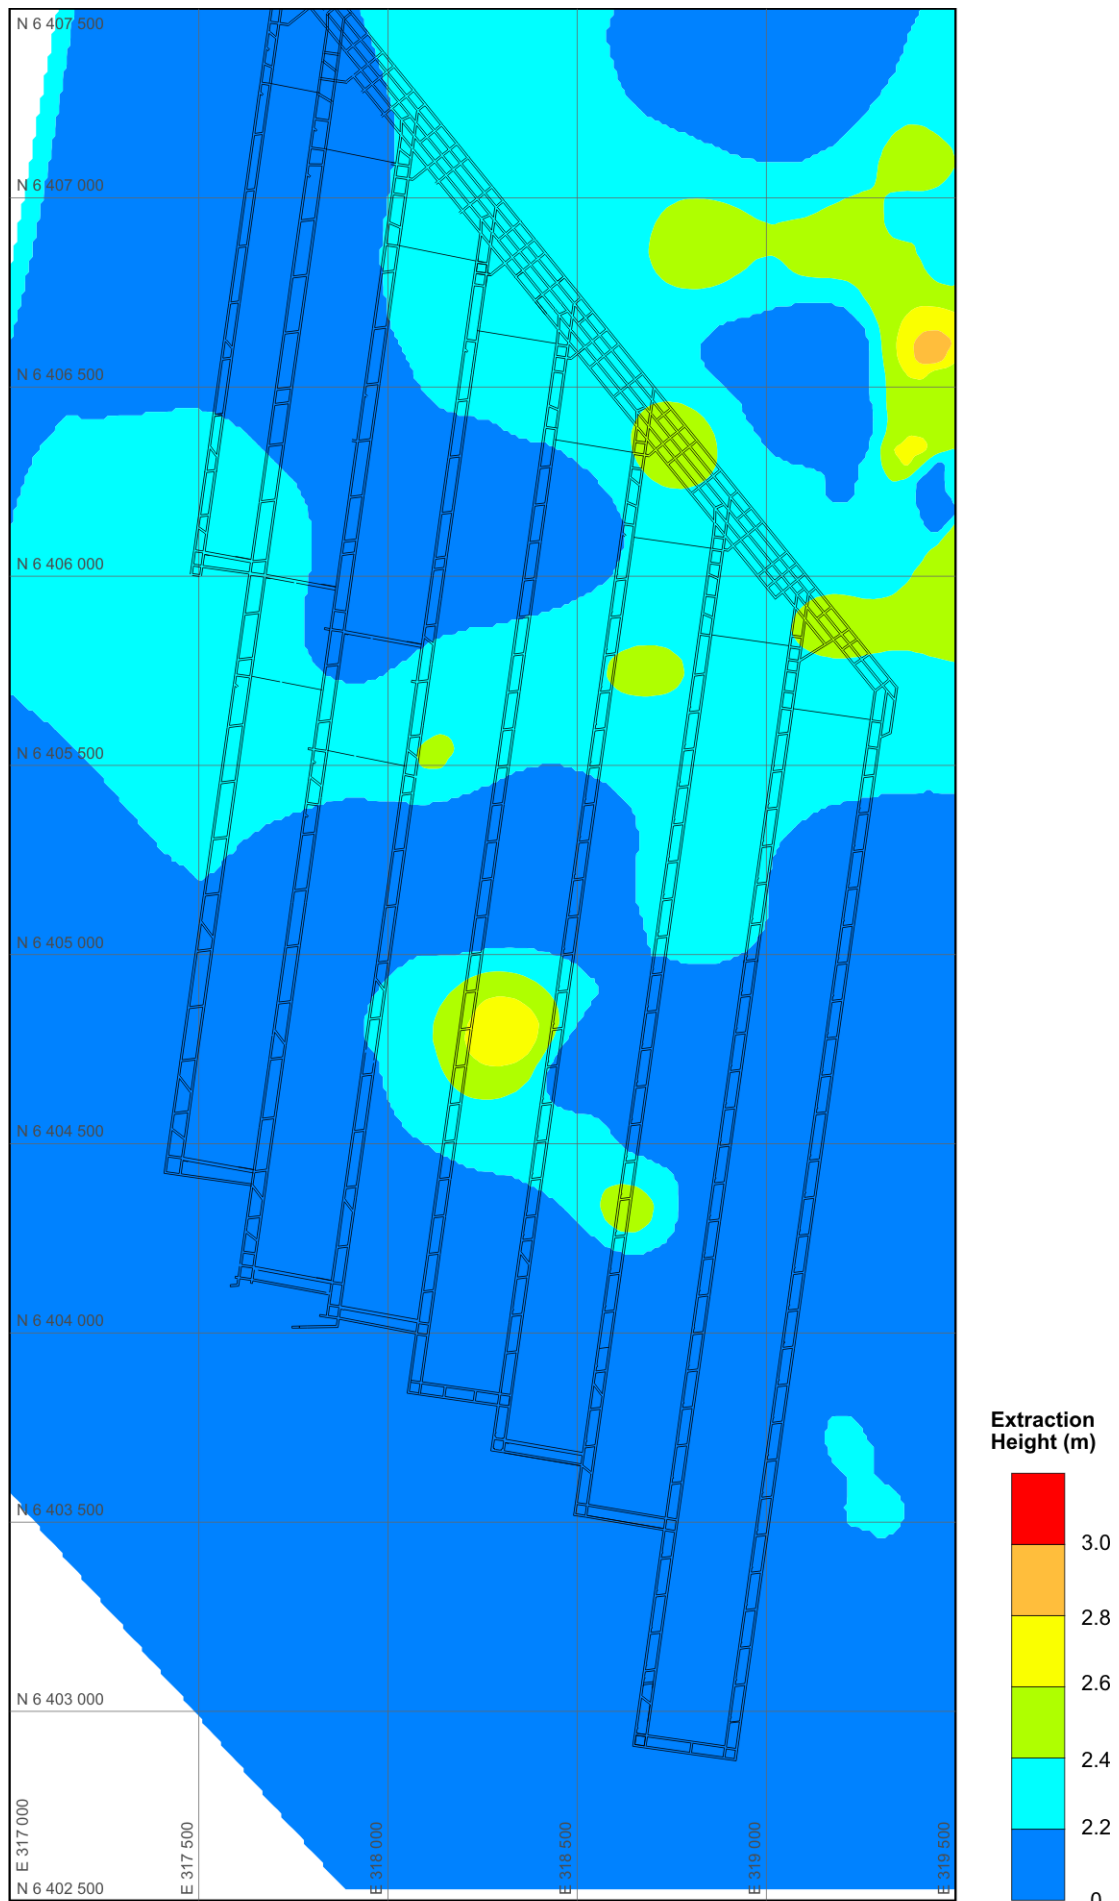 N 6 407 500
N 6 407 000
N 6 406 500
N 6 406 000
N 6 405 500
N 6 405 000
N 6 404 500
N 6 404 000
N 6 403 500
N 6 403 000
N 6 402 500
E 317 000
E 317 500
E 318 000
E 318 500
E 319 000
E 319 500
Extraction
Height (m)
3.0
2.8
2.6
2.4
2.2
0